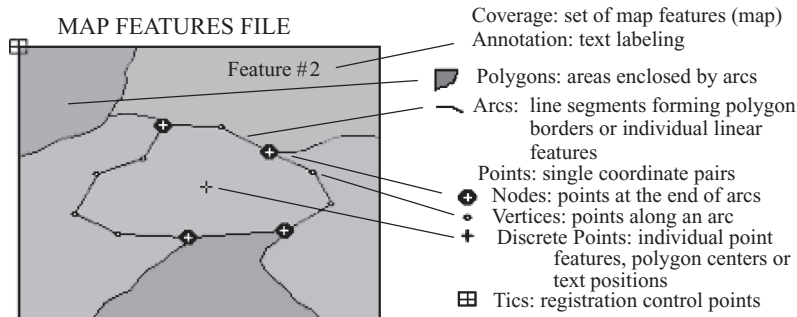 MAP FEATURES FILE
Feature #2
Coverage: set of map features (map)
Annotation: text labeling
Polygons: areas enclosed by arcs
Arcs: line segments forming polygon
borders or individual linear
features
Points: single coordinate pairs
Nodes: points at the end of arcs
Vertices: points along an arc
Discrete Points: individual point
features, polygon centers or
text positions
Tics: registration control points